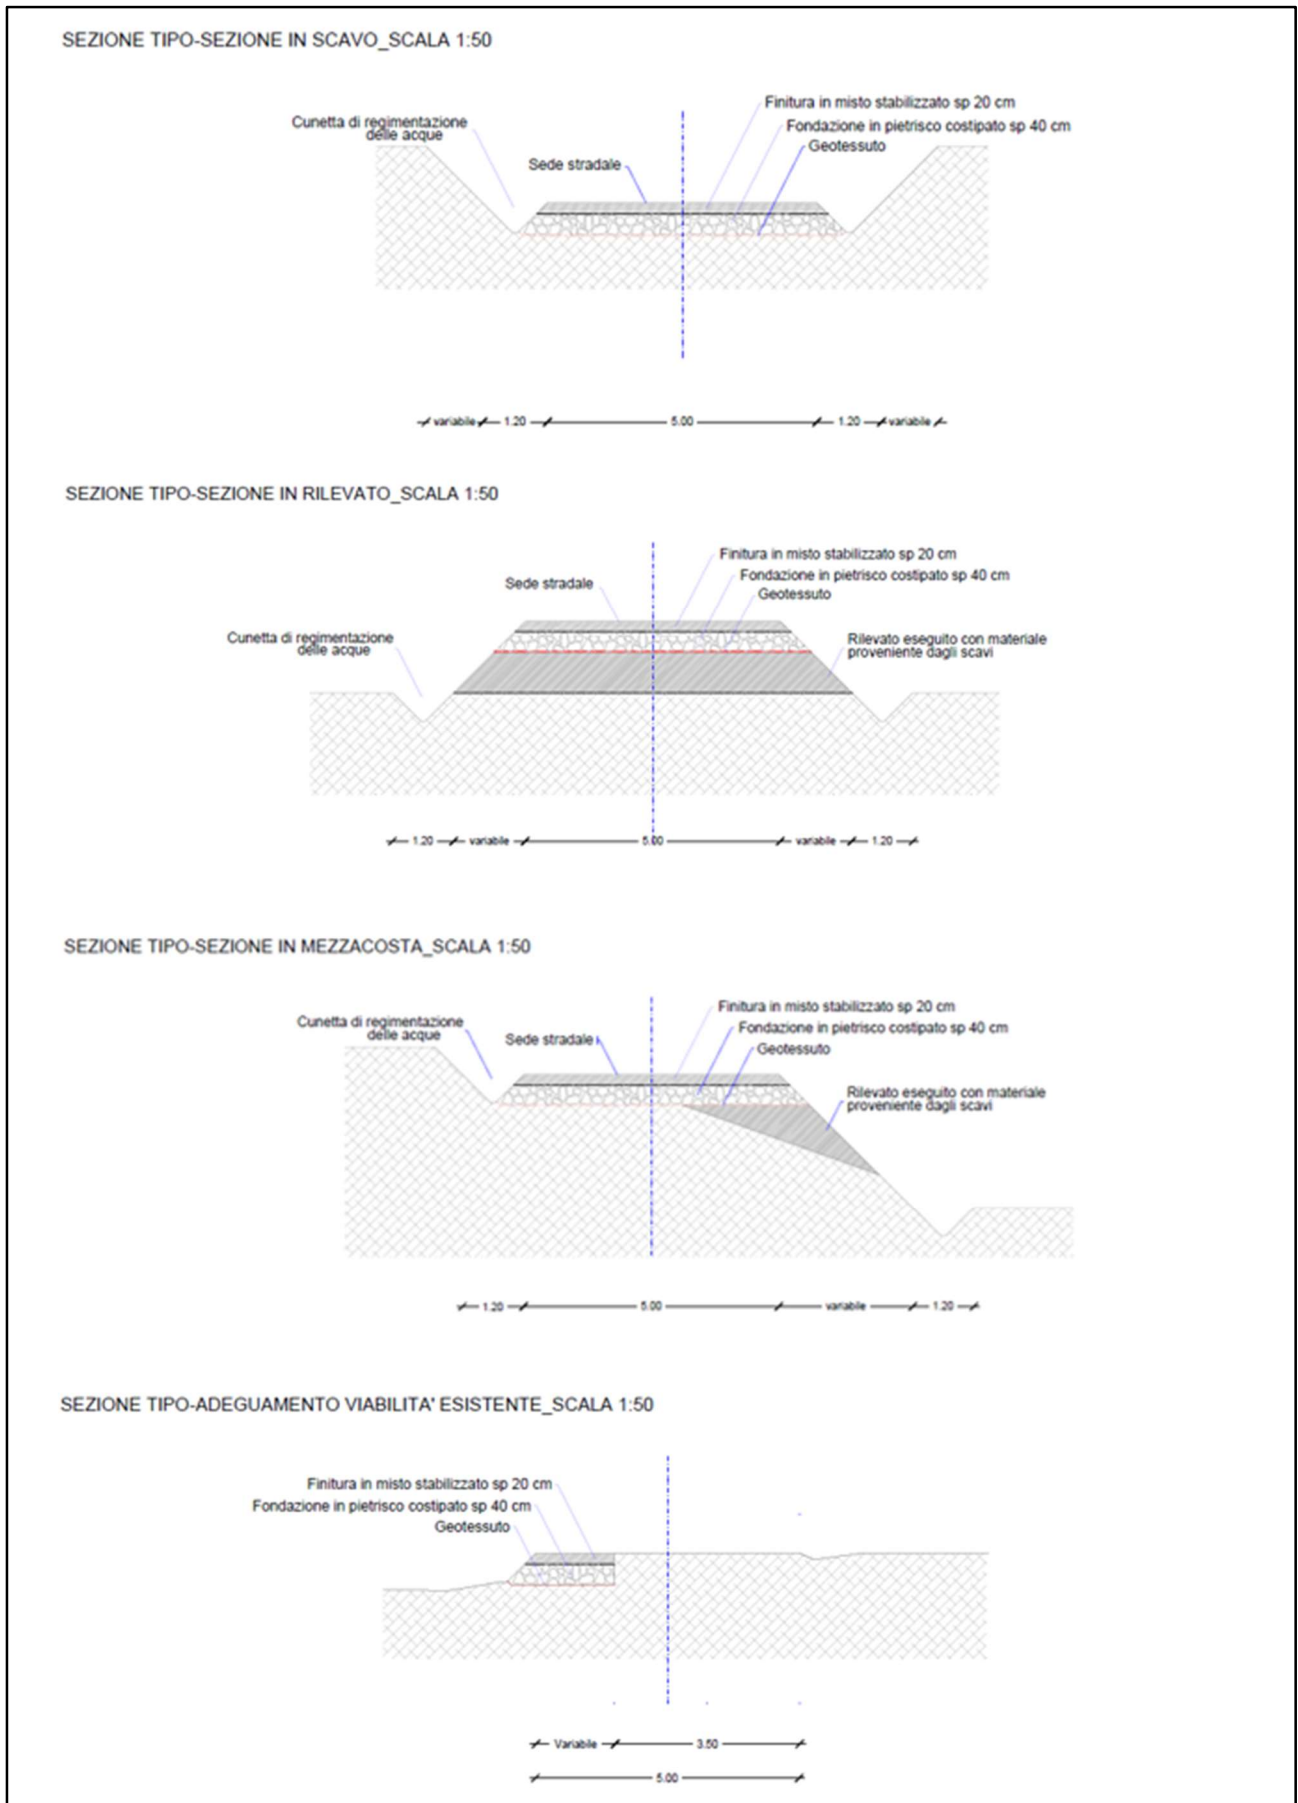 SEZIONE TIPO-SEZIONE IN SCAVO_SCALA 1:50
Finitura in misto stabilizzato sp 20 cm
Cunetta di regimentazione
delle acque
Fondazione in pietrisco costipato sp 40 cm
Geotessuto
Sede stradale
variabile 1.20 5.00 1.20 variabile
SEZIONE TIPO-SEZIONE IN RILEVATO_SCALA 1:50
Finitura in misto stabilizzato sp 20 cm
Fondazione in pietrisco costipato sp 40 cm
Sede stradale
Geotessuto
Cunetta di regimentazione
delle acque
Rilevato eseguito con materiale
proveniente dagli scavi
1.20 variabile 5.00 variabile 1.20
SEZIONE TIPO-SEZIONE IN MEZZACOSTA_SCALA 1:50
Finitura in misto stabilizzato sp 20 cm
Cunetta di regimentazione
delle acque
Fondazione in pietrisco costipato sp 40 cm
Sede stradale
Geotessuto
Rilevato eseguito con materiale
proveniente dagli scavi
1.20 5.00 variabile 1.20
SEZIONE TIPO-ADEGUAMENTO VIABILITA' ESISTENTE_SCALA 1:50
Finitura in misto stabilizzato sp 20 cm
Fondazione in pietrisco costipato sp 40 cm
Geotessuto
Variabile 3.50
5.00